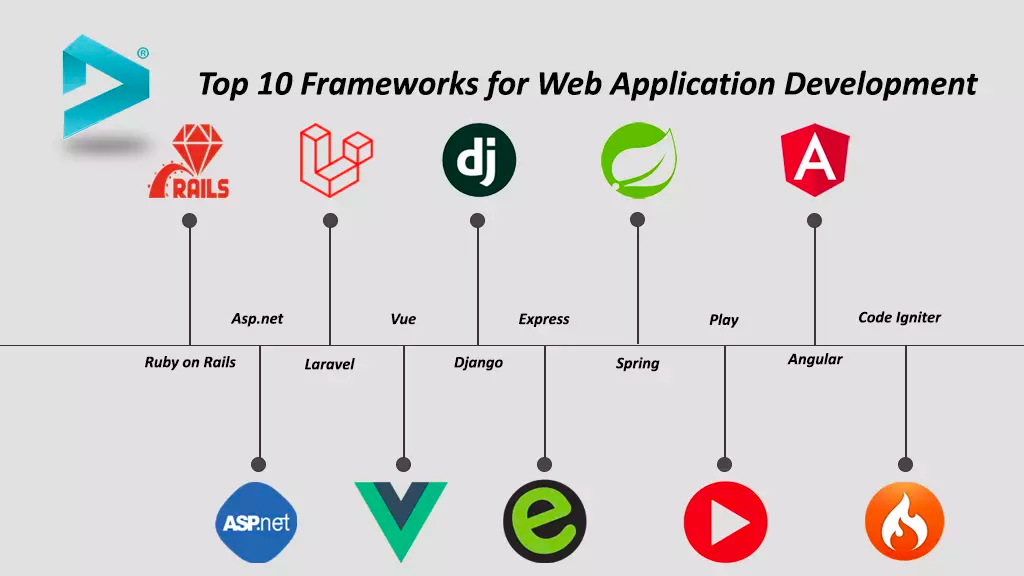 ®
Top 10 Frameworks for Web Application Development
RAILS
dj
A
Asp.net
Vue
Express
Play
Code Igniter
Ruby on Rails
Laravel
Django
Spring
Angular
ASP.net
e